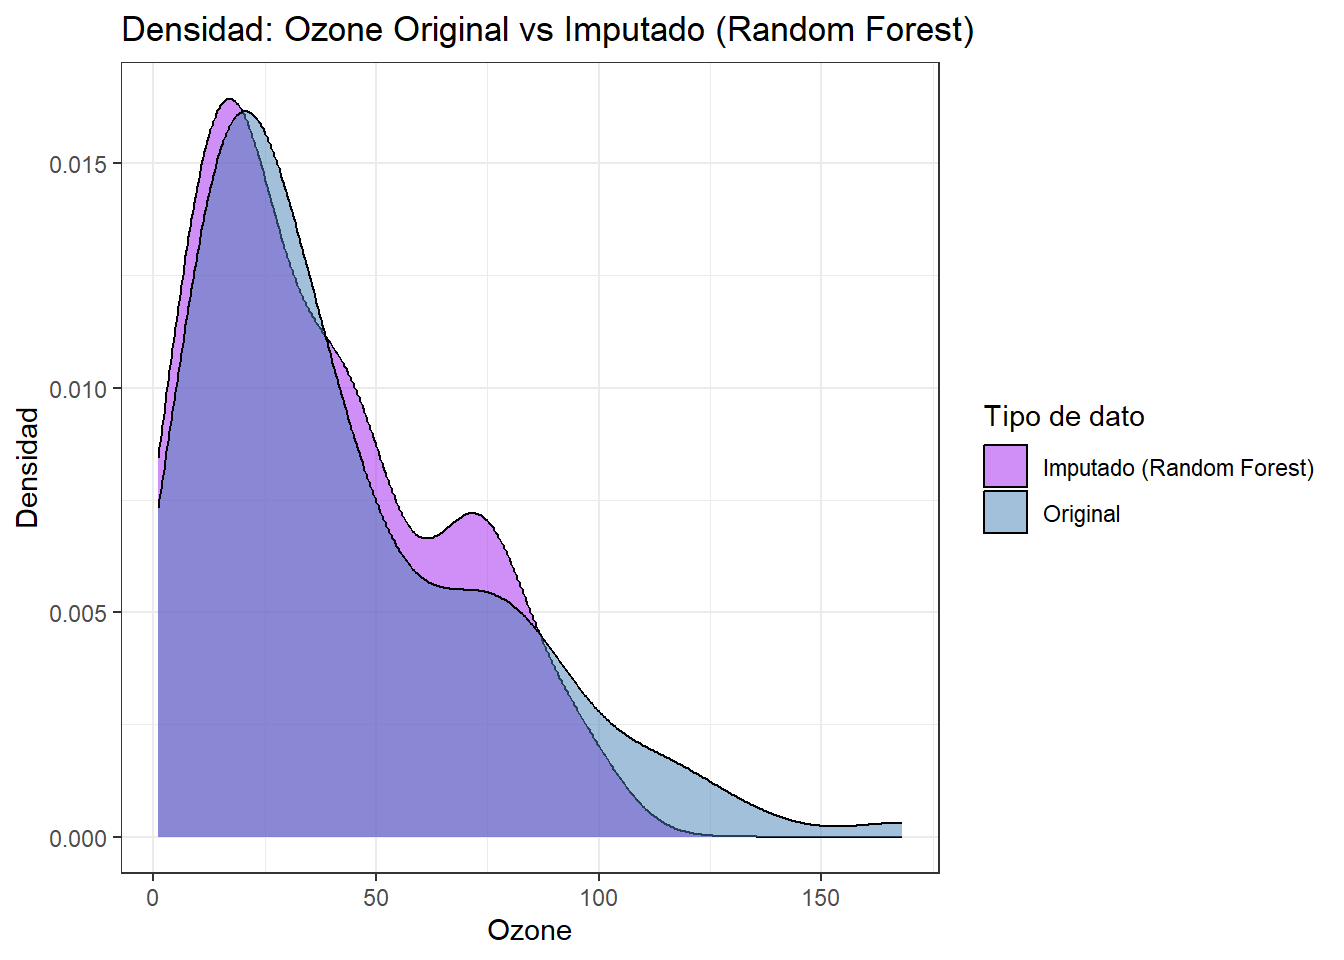 Densidad: Ozone Original vs Imputado (Random Forest)
0.015
0.010
0.005
0.000
Densidad
0
50
100
150
Ozone
Tipo de dato
Imputado (Random Forest)
Original